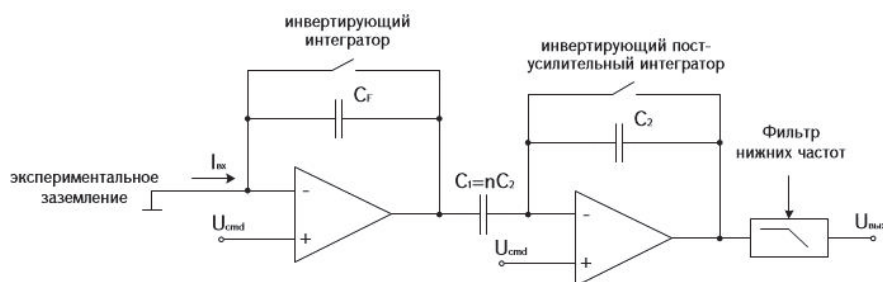 инвертирующий
интегратор
инвертирующий пост-
усилительный интегратор
C_F
C₂
Фильтр
нижних частот
I_вх
экспериментальное
заземление
C₁=nC₂
-
-
U_cmd
+
U_cmd
+
U_вых